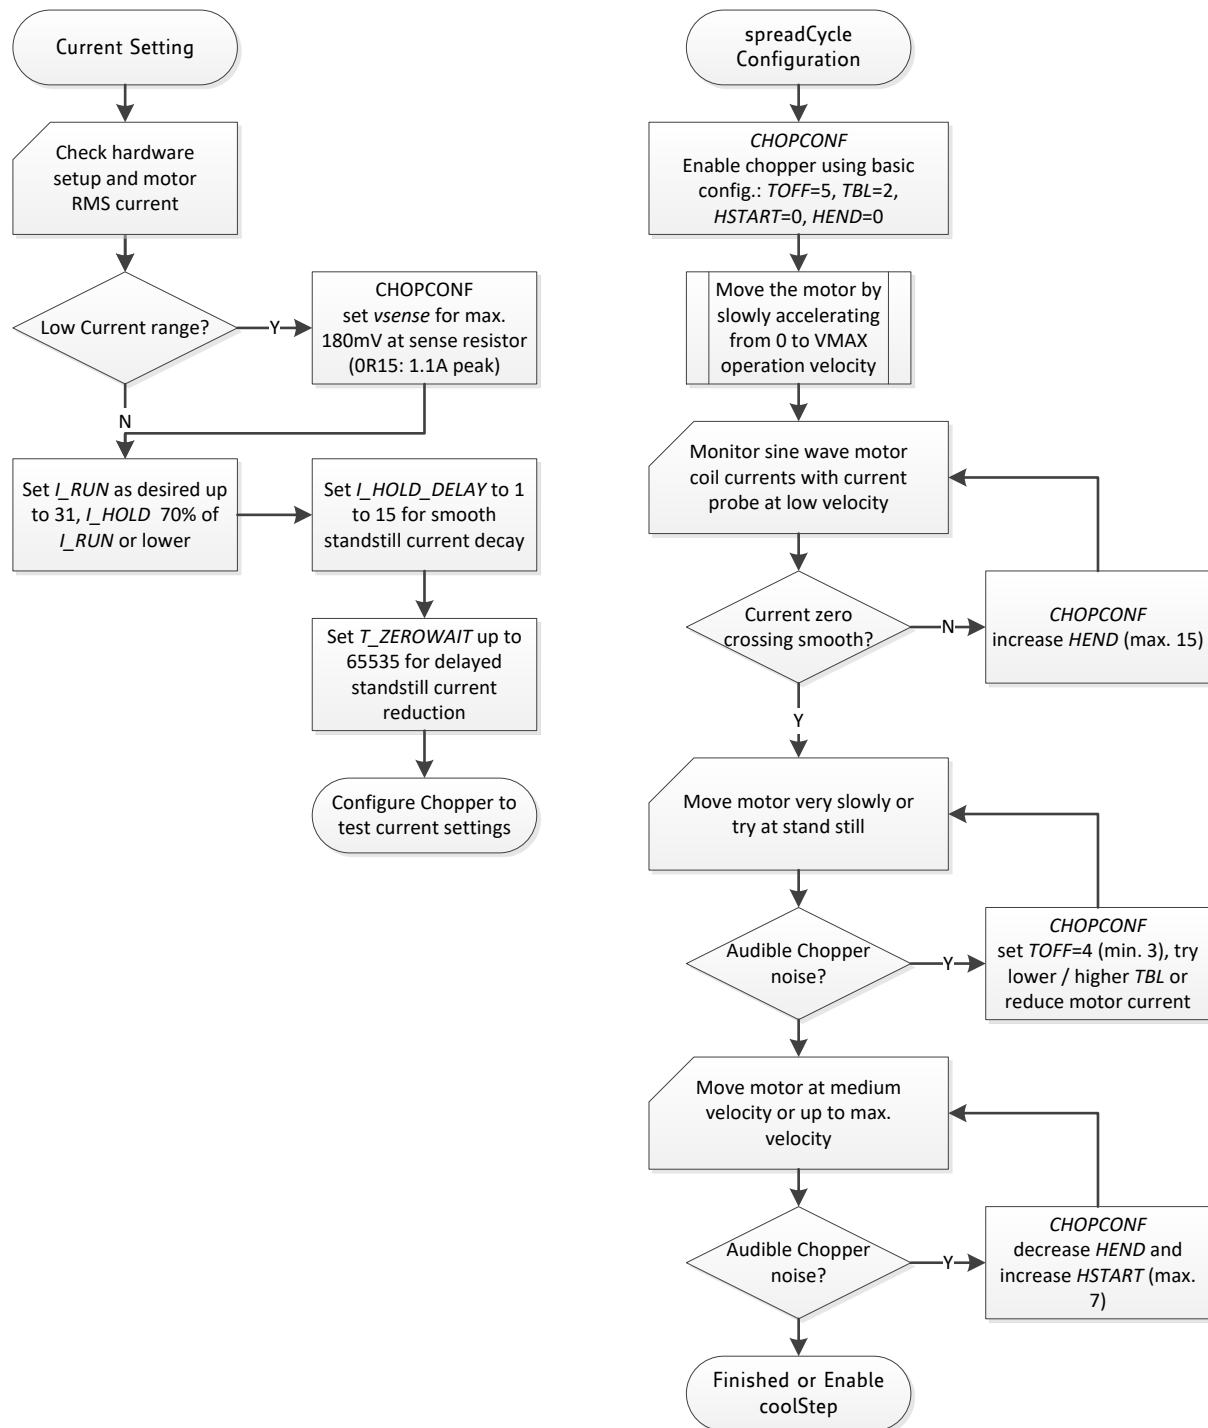 Current Setting
Check hardware
setup and motor
RMS current
Low Current range?
Y
CHOPCONF
set vsense for max.
180mV at sense resistor
(0R15: 1.1A peak)
N
Set I_RUN as desired up
to 31, I_HOLD 70% of
I_RUN or lower
Set I_HOLD_DELAY to 1
to 15 for smooth
standstill current decay
Set T_ZEROWAIT up to
65535 for delayed
standstill current
reduction
Configure Chopper to
test current settings
spreadCycle
Configuration
CHOPCONF
Enable chopper using basic
config.: TOFF=5, TBL=2,
HSTART=0, HEND=0
Move the motor by
slowly accelerating
from 0 to VMAX
operation velocity
Monitor sine wave motor
coil currents with current
probe at low velocity
Current zero
crossing smooth?
N
CHOPCONF
increase HEND (max. 15)
Y
Move motor very slowly or
try at stand still
Audible Chopper
noise?
Y
CHOPCONF
set TOFF=4 (min. 3), try
lower / higher TBL or
reduce motor current
Move motor at medium
velocity or up to max.
velocity
Audible Chopper
noise?
Y
CHOPCONF
decrease HEND and
increase HSTART (max.
7)
Finished or Enable
coolStep